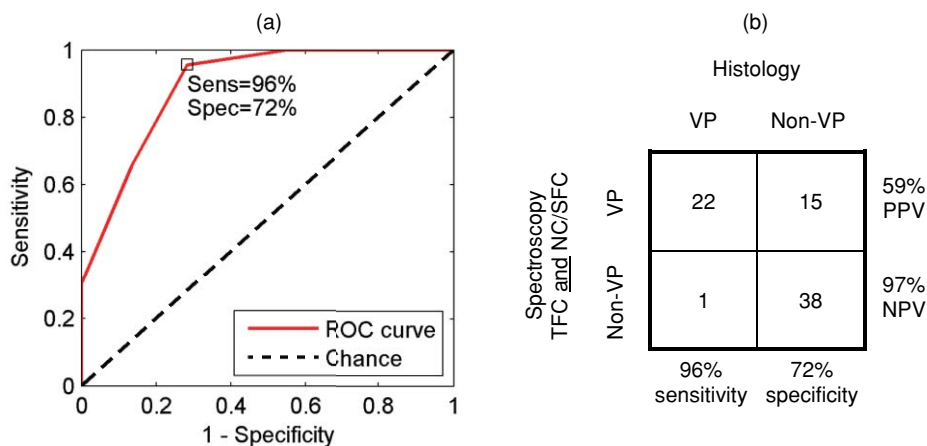 (a)
1
0.8
0.6
0.4
0.2
0
Sensitivity
Sens=96%
Spec=72%
ROC curve
Chance
0
0.2
0.4
0.6
0.8
1
1 - Specificity
(b)
Histology
VP
Non-VP
Spectroscopy
TFC and NC/SFC
VP
22
15
59%
PPV
Non-VP
1
38
97%
NPV
96%
sensitivity
72%
specificity